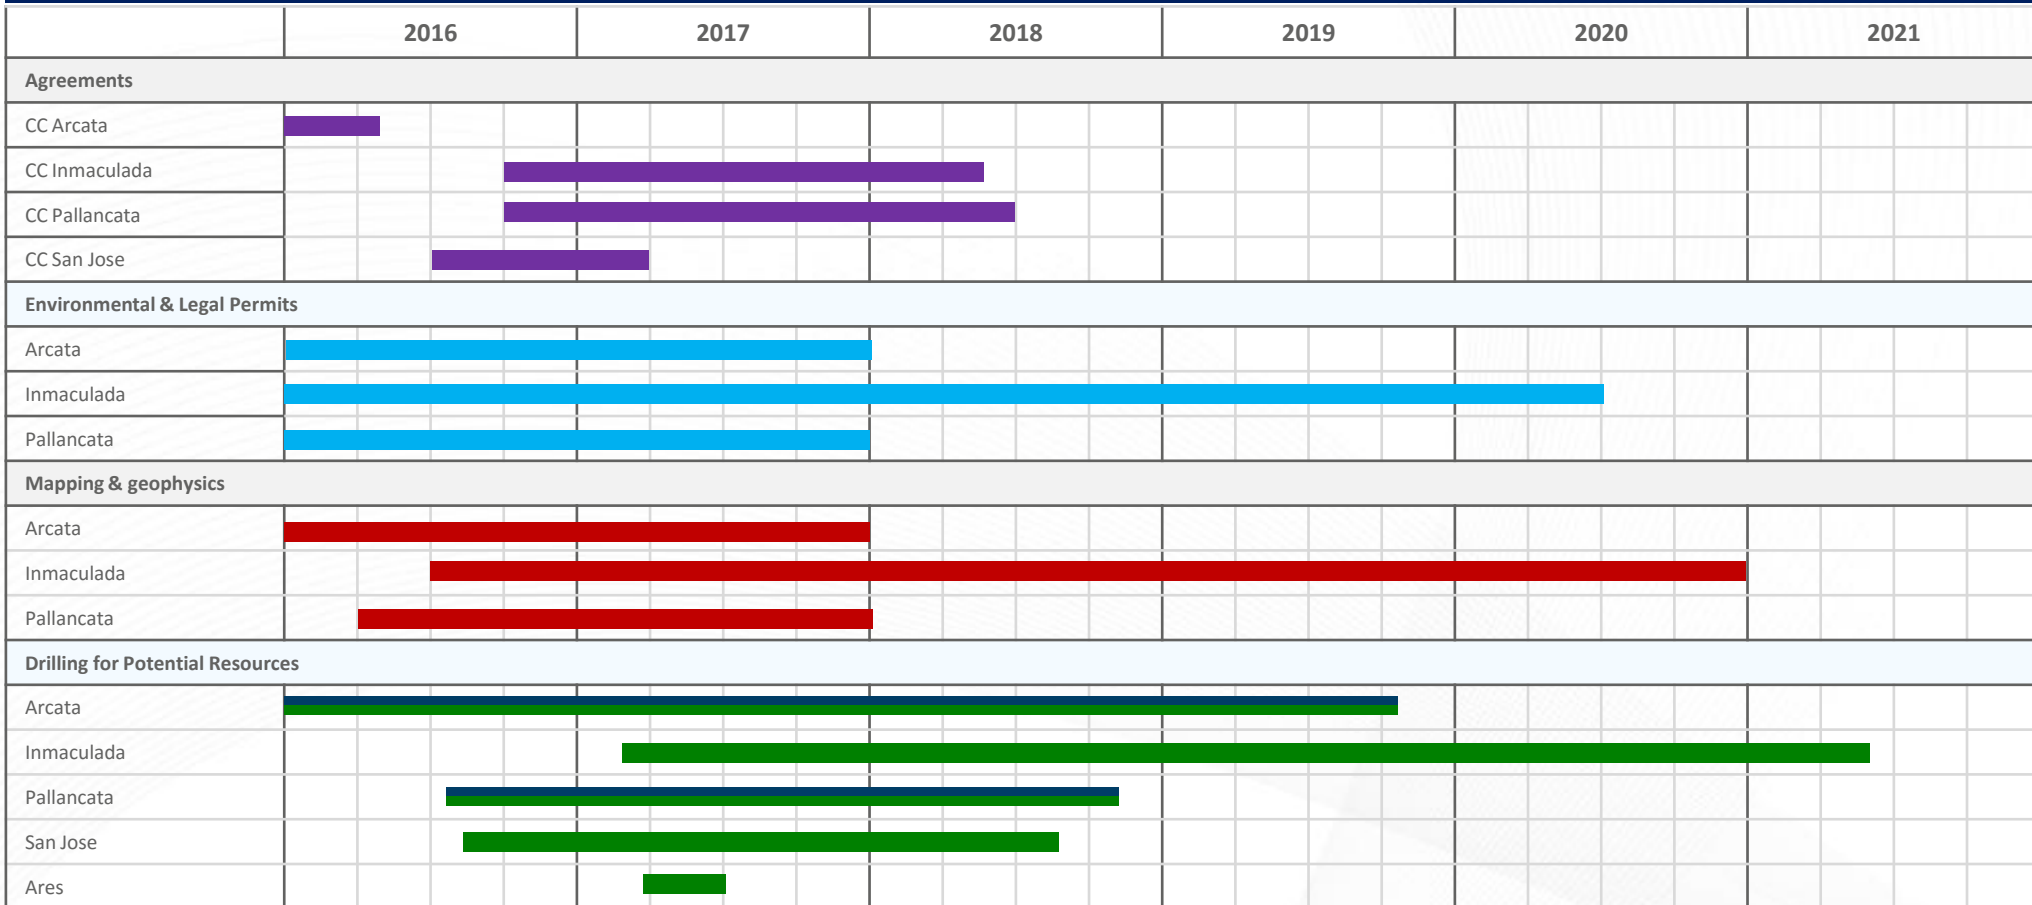 2016 2017 2018 2019 2020 2021
Agreements
CC Arcata
CC Inmaculada
CC Pallancata
CC San Jose
Environmental & Legal Permits
Arcata
Inmaculada
Pallancata
Mapping & geophysics
Arcata
Inmaculada
Pallancata
Drilling for Potential Resources
Arcata
Inmaculada
Pallancata
San Jose
Ares